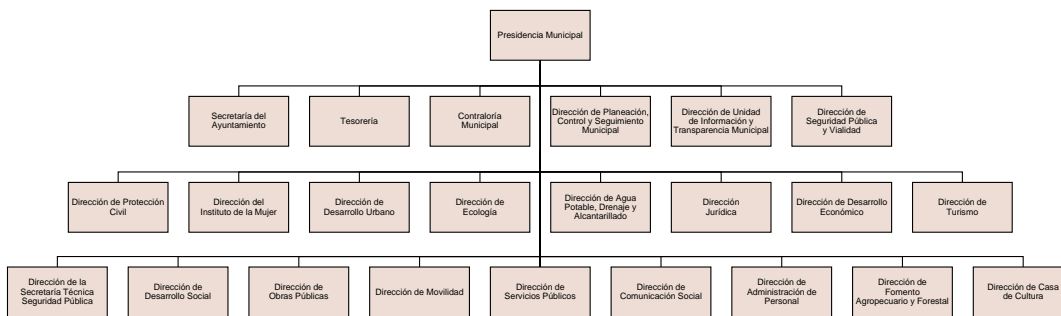 Presidencia Municipal
Secretaría del
Ayuntamiento
Tesorería
Contraloría
Municipal
Dirección de Planeación,
Control y Seguimiento
Municipal
Dirección de Unidad
de Información y
Transparencia Municipal
Dirección de
Seguridad Pública
y Vialidad
Dirección de Protección
Civil
Dirección del
Instituto de la Mujer
Dirección de
Desarrollo Urbano
Dirección de
Ecología
Dirección de Agua
Potable, Drenaje y
Alcantarillado
Dirección
Jurídica
Dirección de Desarrollo
Económico
Dirección de
Turismo
Dirección de la
Secretaría Técnica
Seguridad Pública
Dirección de
Desarrollo Social
Dirección de
Obras Públicas
Dirección de Movilidad
Dirección de
Servicios Públicos
Dirección de
Comunicación Social
Dirección de
Administración de
Personal
Dirección de
Fomento
Agropecuario y Forestal
Dirección de Casa
de Cultura